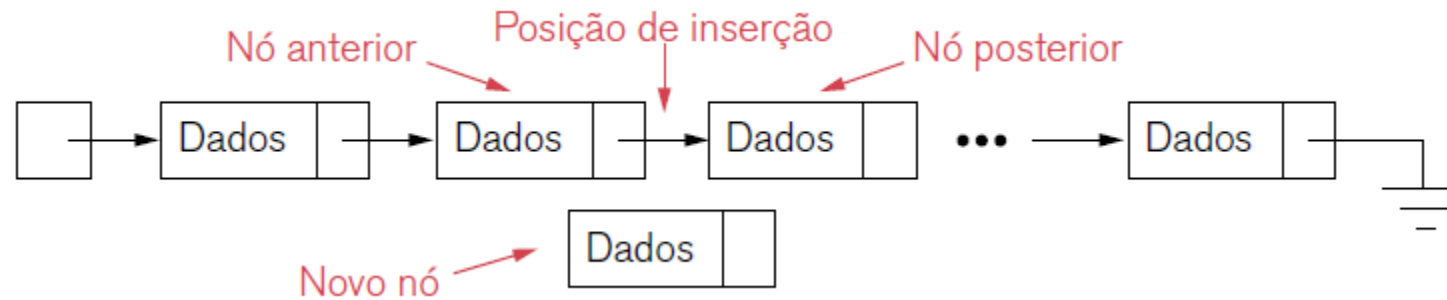 Posição de inserção
Nó anterior
Nó posterior
Dados
Dados
Dados
Dados
Dados
Novo nó